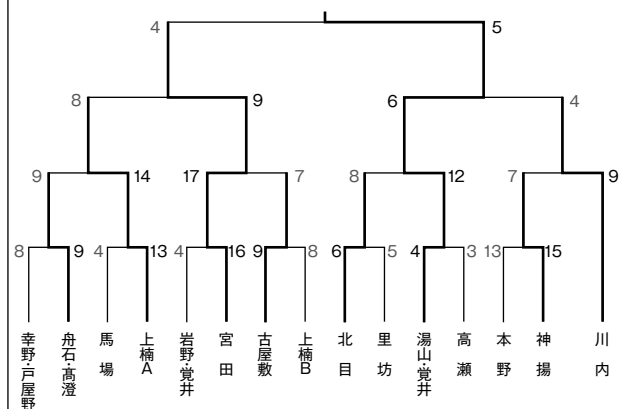 4 5
8 9 6 4
9 14 17 7 8 12 7 9
8 9 4 13 4 16 9 8 6 5 4 3 13 15
幸野・戸屋野
舟石・髙澄
馬場
上楠A
岩野・覚井
宮田
古屋敷
上楠B
北目
里坊
湯山・覚井
高瀬
本野
神揚
川内